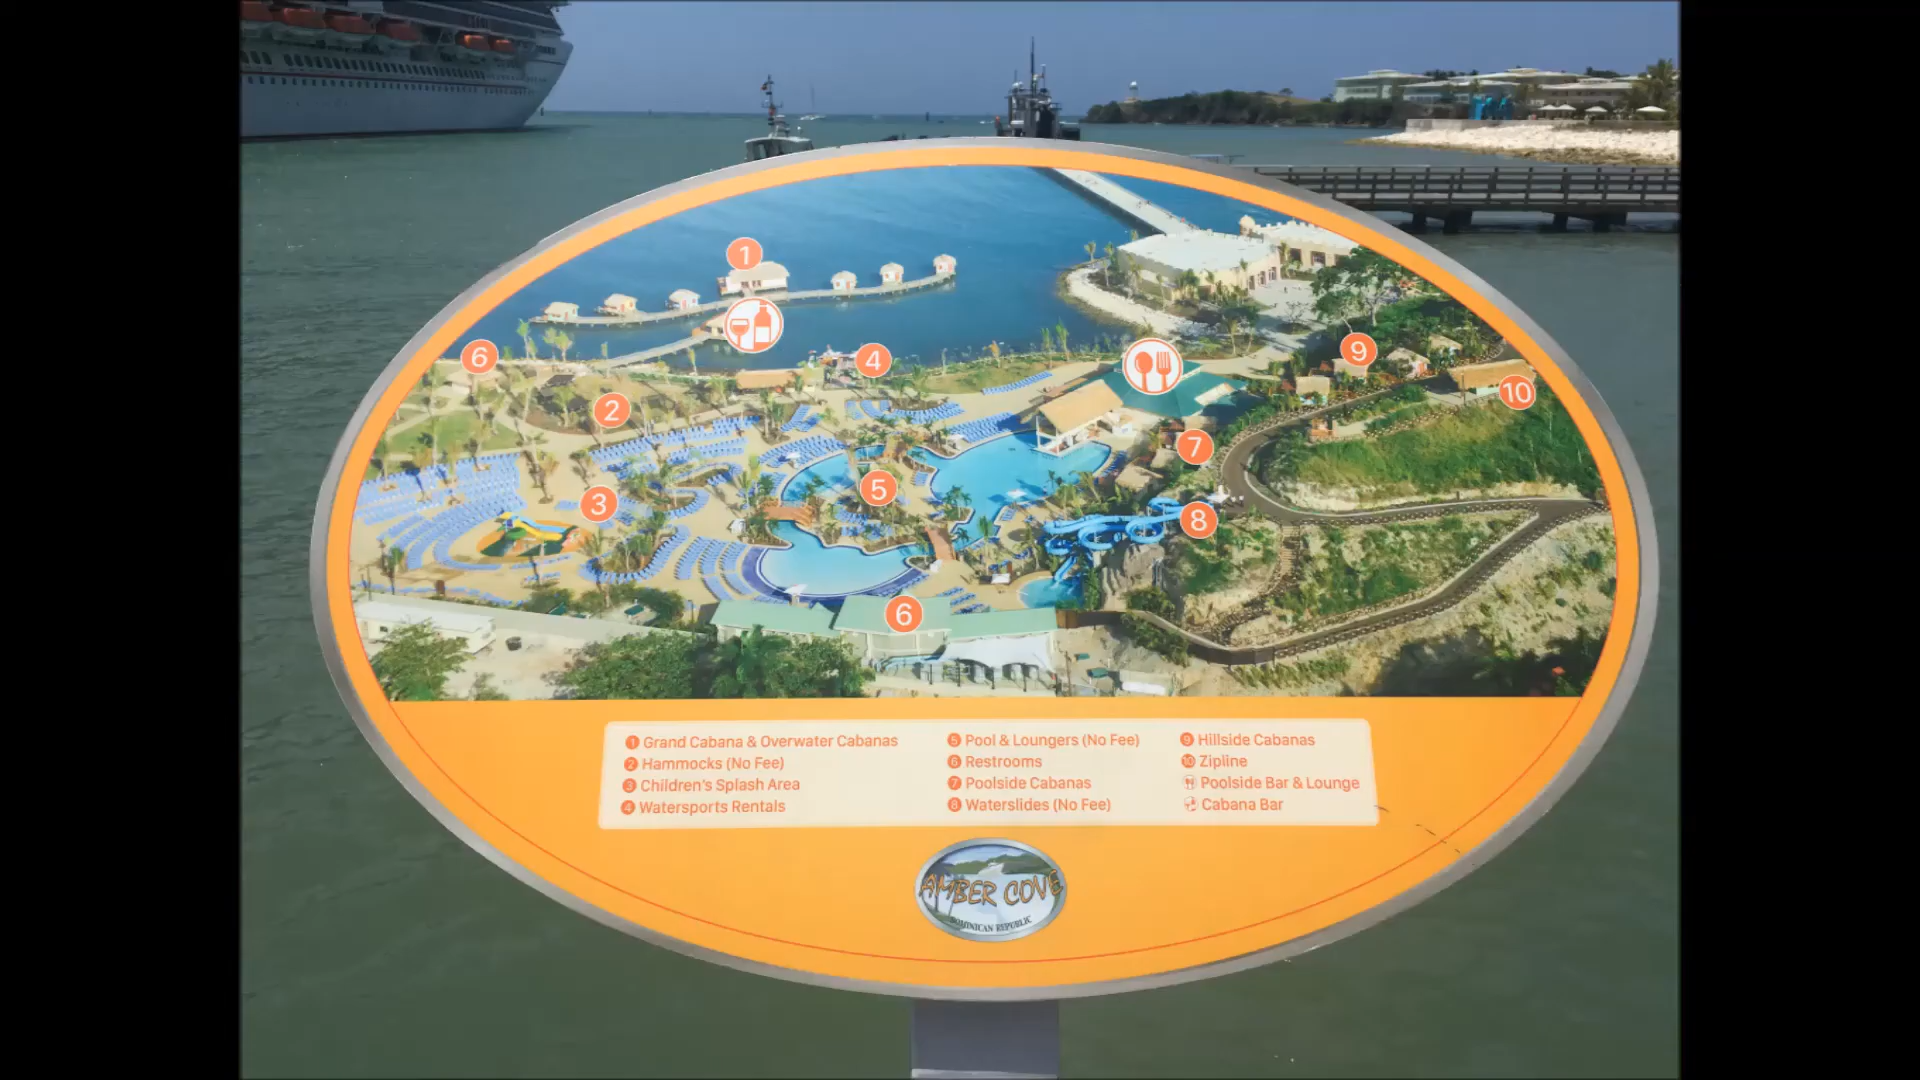 1
6
4
9
10
2
7
5
3
8
6
1 Grand Cabana & Overwater Cabanas
2 Hammocks (No Fee)
3 Children's Splash Area
4 Watersports Rentals
5 Pool & Loungers (No Fee)
6 Restrooms
7 Poolside Cabanas
8 Waterslides (No Fee)
9 Hillside Cabanas
10 Zipline
Poolside Bar & Lounge
Cabana Bar
AMBER COVE
DOMINICAN REPUBLIC